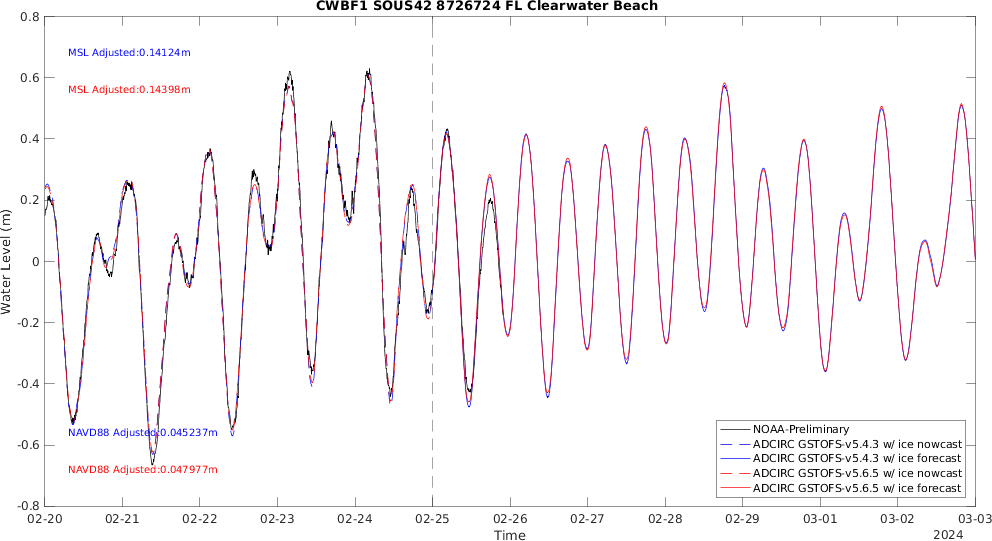 CWBF1 SOUS42 8726724 FL Clearwater Beach
0.8
MSL Adjusted:0.14124m
0.6
MSL Adjusted:0.14398m
0.4
0.2
Water Level (m)
0
-0.2
-0.4
NAVD88 Adjusted:0.045237m
-0.6
NAVD88 Adjusted:0.047977m
-0.8
NOAA-Preliminary
ADCIRC GSTOFS-v5.4.3 w/ ice nowcast
ADCIRC GSTOFS-v5.4.3 w/ ice forecast
ADCIRC GSTOFS-v5.6.5 w/ ice nowcast
ADCIRC GSTOFS-v5.6.5 w/ ice forecast
02-20 02-21 02-22 02-23 02-24 02-25 02-26 02-27 02-28 02-29 03-01 03-02 03-03
Time
2024